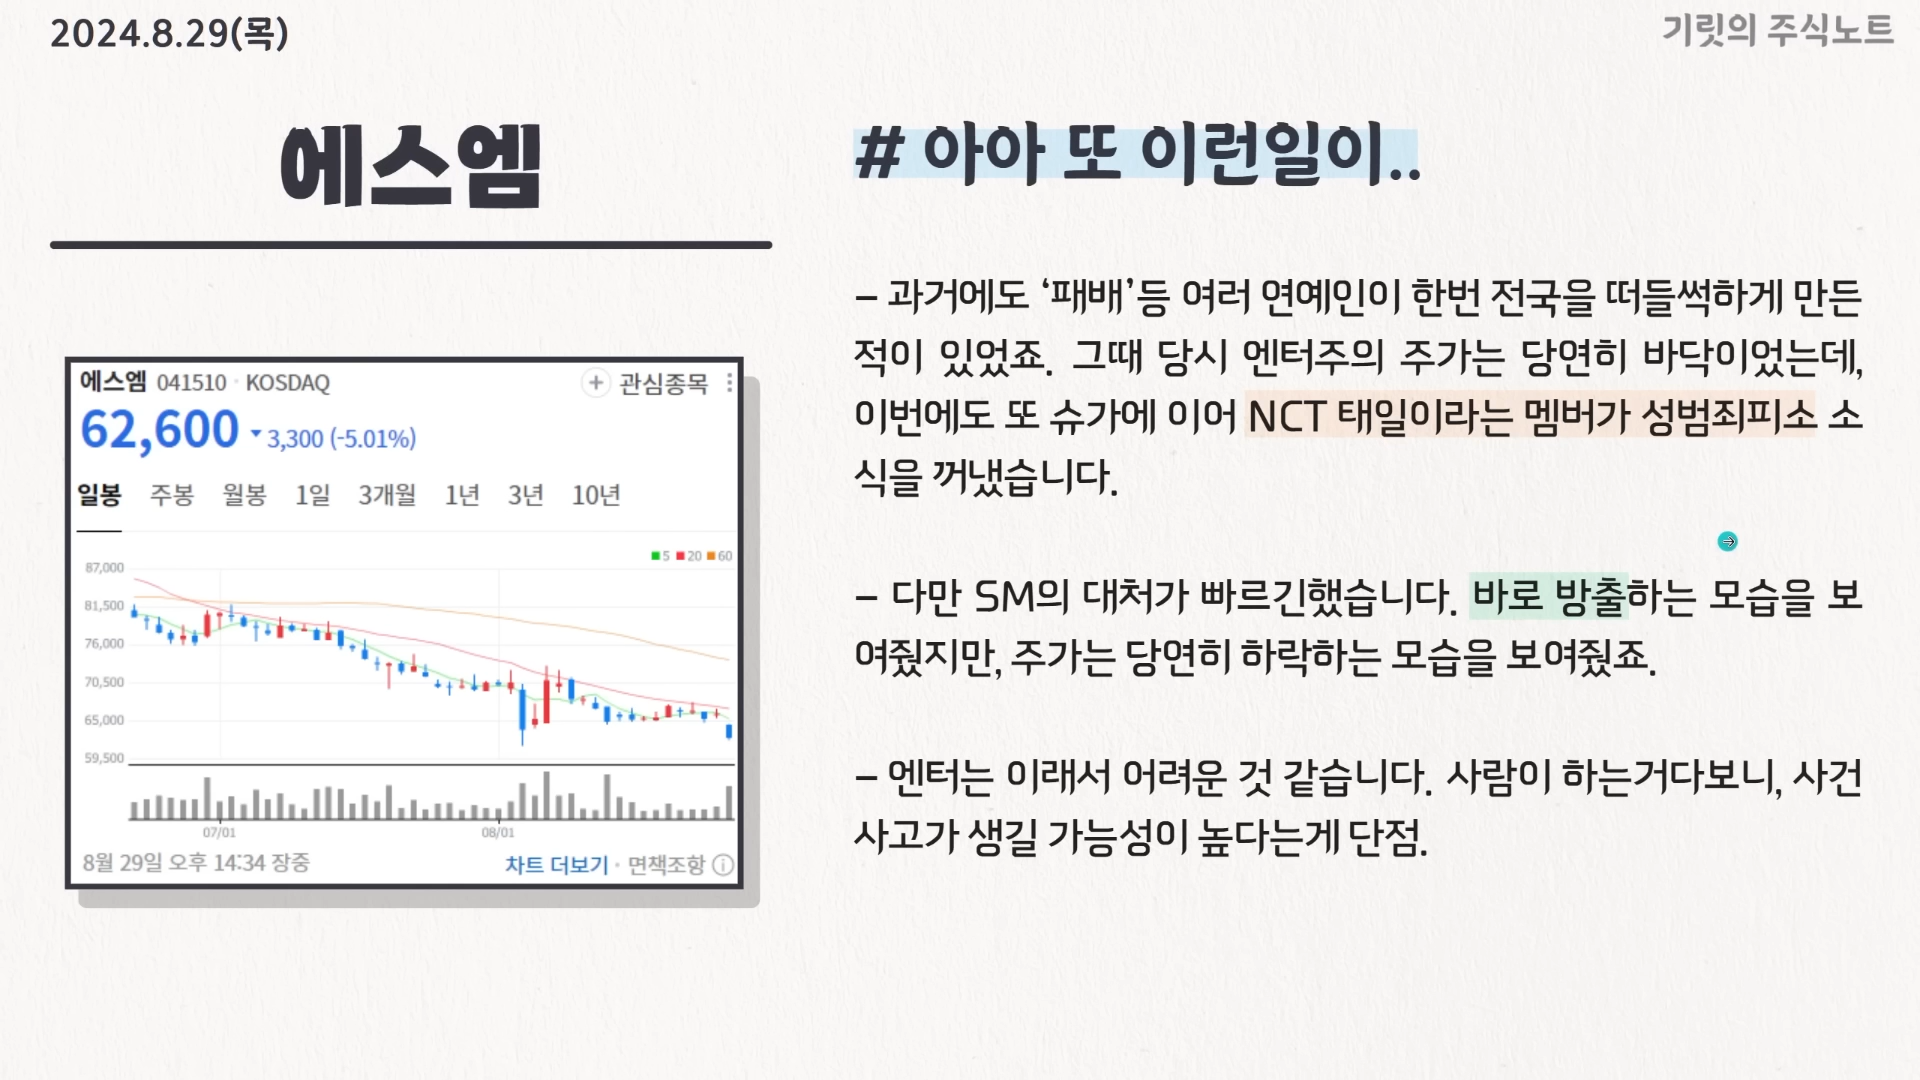 2024.8.29(목)
기릿의 주식노트
에스엠
# 아아 또 이런일이..
에스엠 041510 · KOSDAQ
+ 관심종목
62,600 ▼ 3,300 (-5.01%)
일봉 주봉 월봉 1일 3개월 1년 3년 10년
5 20 60
87,000
81,500
76,000
70,500
65,000
59,500
07/01 08/01
8월 29일 오후 14:34 장중
차트 더보기 · 면책조항
– 과거에도 ‘패배’등 여러 연예인이 한번 전국을 떠들썩하게 만든
적이 있었죠. 그때 당시 엔터주의 주가는 당연히 바닥이었는데,
이번에도 또 슈가에 이어 NCT 태일이라는 멤버가 성범죄피소 소
식을 꺼냈습니다.
– 다만 SM의 대처가 빠르긴했습니다. 바로 방출하는 모습을 보
여줬지만, 주가는 당연히 하락하는 모습을 보여줬죠.
– 엔터는 이래서 어려운 것 같습니다. 사람이 하는거다보니, 사건
사고가 생길 가능성이 높다는게 단점.